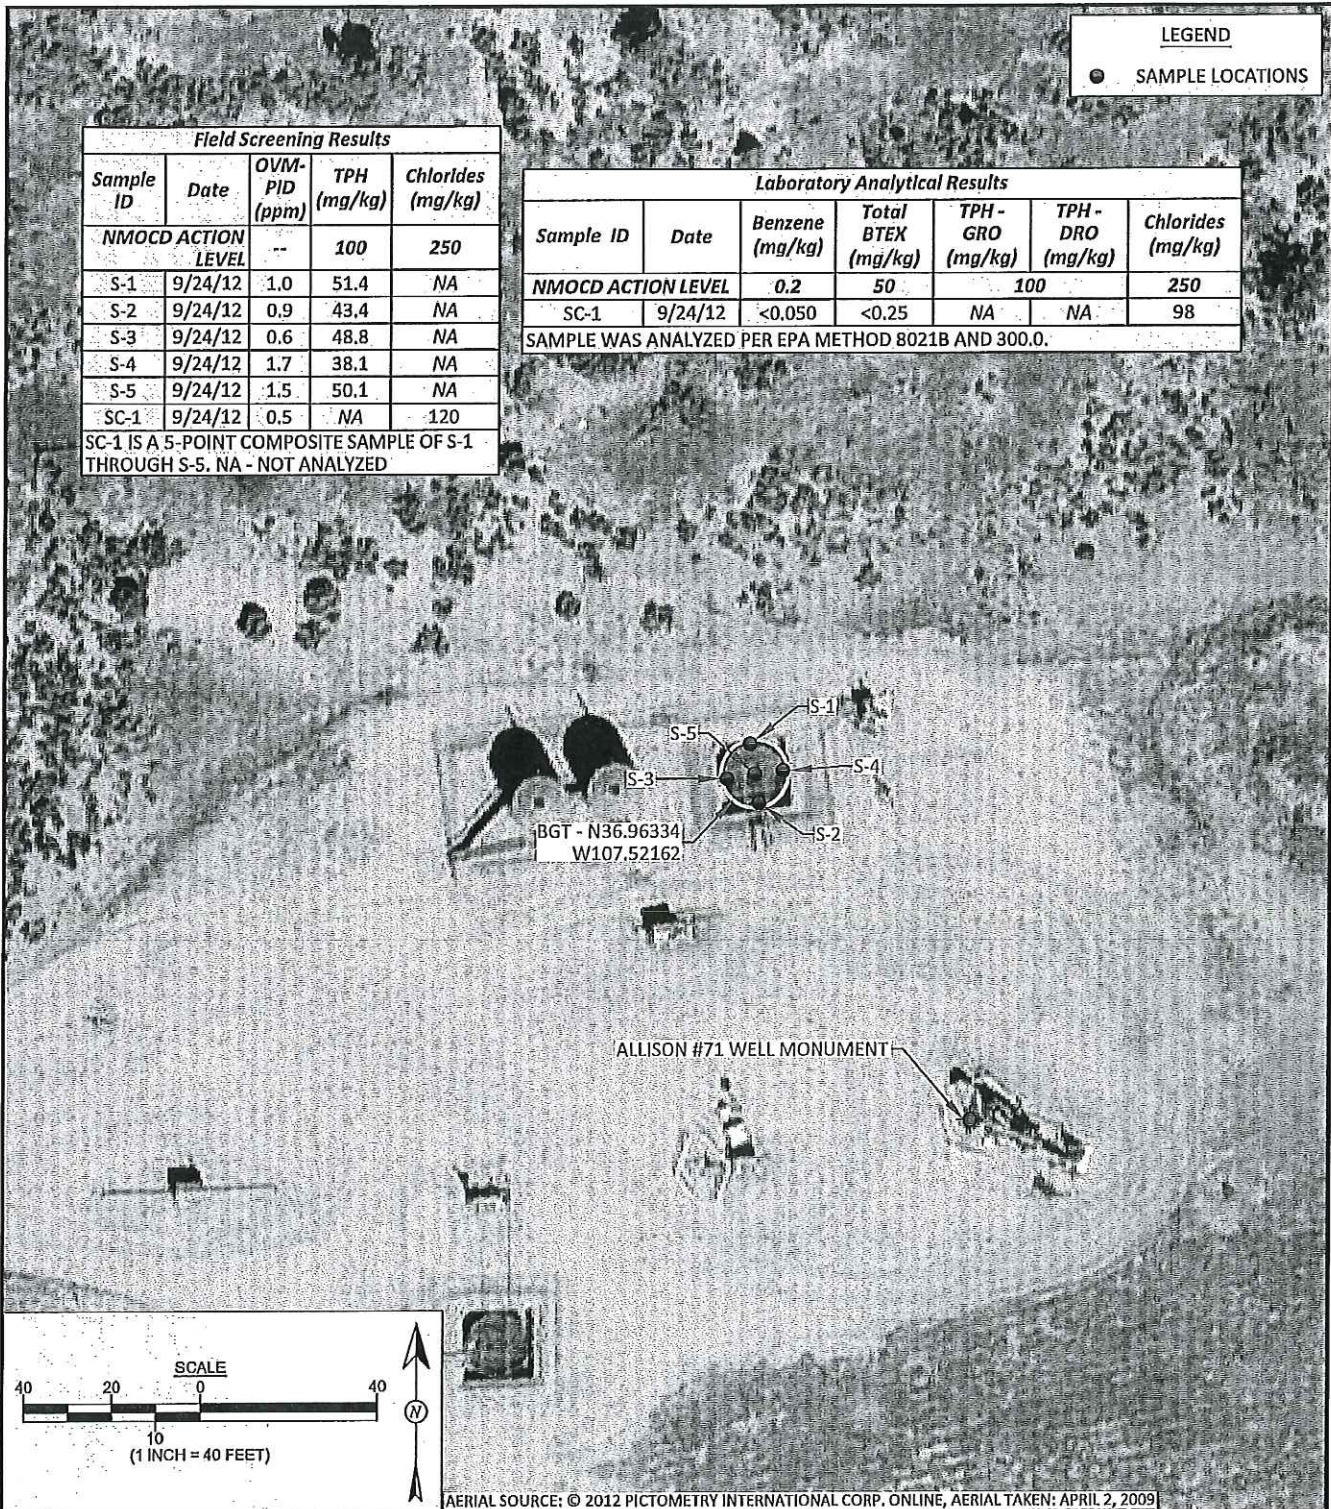 LEGEND
SAMPLE LOCATIONS
Field Screening Results
Sample ID Date OVM-PID (ppm) TPH (mg/kg) Chlorides (mg/kg)
NMOCD ACTION LEVEL -- 100 250
S-1 9/24/12 1.0 51.4 NA
S-2 9/24/12 0.9 43.4 NA
S-3 9/24/12 0.6 48.8 NA
S-4 9/24/12 1.7 38.1 NA
S-5 9/24/12 1.5 50.1 NA
SC-1 9/24/12 0.5 NA 120
SC-1 IS A 5-POINT COMPOSITE SAMPLE OF S-1
THROUGH S-5. NA - NOT ANALYZED
Laboratory Analytical Results
Sample ID Date Benzene (mg/kg) Total BTEX (mg/kg) TPH - GRO (mg/kg) TPH - DRO (mg/kg) Chlorides (mg/kg)
NMOCD ACTION LEVEL 0.2 50 100 250
SC-1 9/24/12 <0.050 <0.25 NA NA 98
SAMPLE WAS ANALYZED PER EPA METHOD 8021B AND 300.0.
S-1
S-5
S-3
S-4
S-2
BGT - N36.96334
W107.52162
ALLISON #71 WELL MONUMENT
SCALE
40 20 0 40
10
(1 INCH = 40 FEET)
N
AERIAL SOURCE: © 2012 PICTOMETRY INTERNATIONAL CORP. ONLINE, AERIAL TAKEN: APRIL 2, 2009